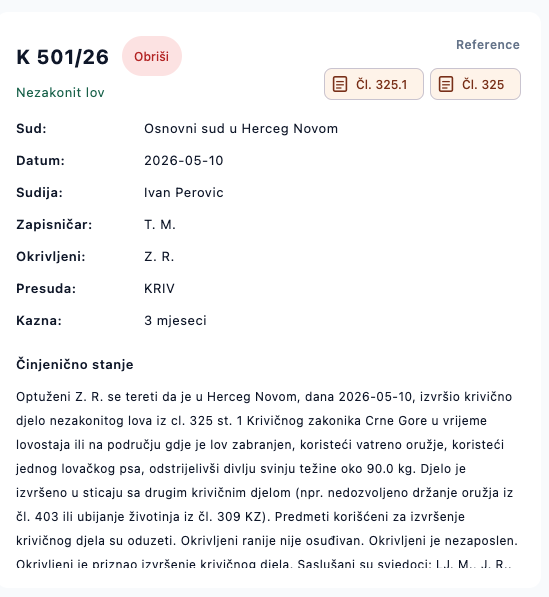 K 501/26
Obriši
Reference
Nezakonit lov
Čl. 325.1
Čl. 325
Sud: Osnovni sud u Herceg Novom
Datum: 2026-05-10
Sudija: Ivan Perovic
Zapisničar: T. M.
Okrivljeni: Z. R.
Presuda: KRIV
Kazna: 3 mjeseci
Činjenično stanje
Optuženi Z. R. se tereti da je u Herceg Novom, dana 2026-05-10, izvršio krivično
djelo nezakonitog lova iz cl. 325 st. 1 Krivičnog zakonika Crne Gore u vrijeme
lovostaja ili na području gdje je lov zabranjen, koristeći vatreno oružje, koristeći
jednog lovačkog psa, odstrijelivši divlju svinju težine oko 90.0 kg. Djelo je
izvršeno u sticaju sa drugim krivičnim djelom (npr. nedozvoljeno držanje oružja iz
čl. 403 ili ubijanje životinja iz čl. 309 KZ). Predmeti korišćeni za izvršenje
krivičnog djela su oduzeti. Okrivljeni ranije nije osuđivan. Okrivljeni je nezaposlen.
Okrivljeni je priznao izvršenje krivičnog djela. Saslušani su svjedoci: LJ. M., J. R.,